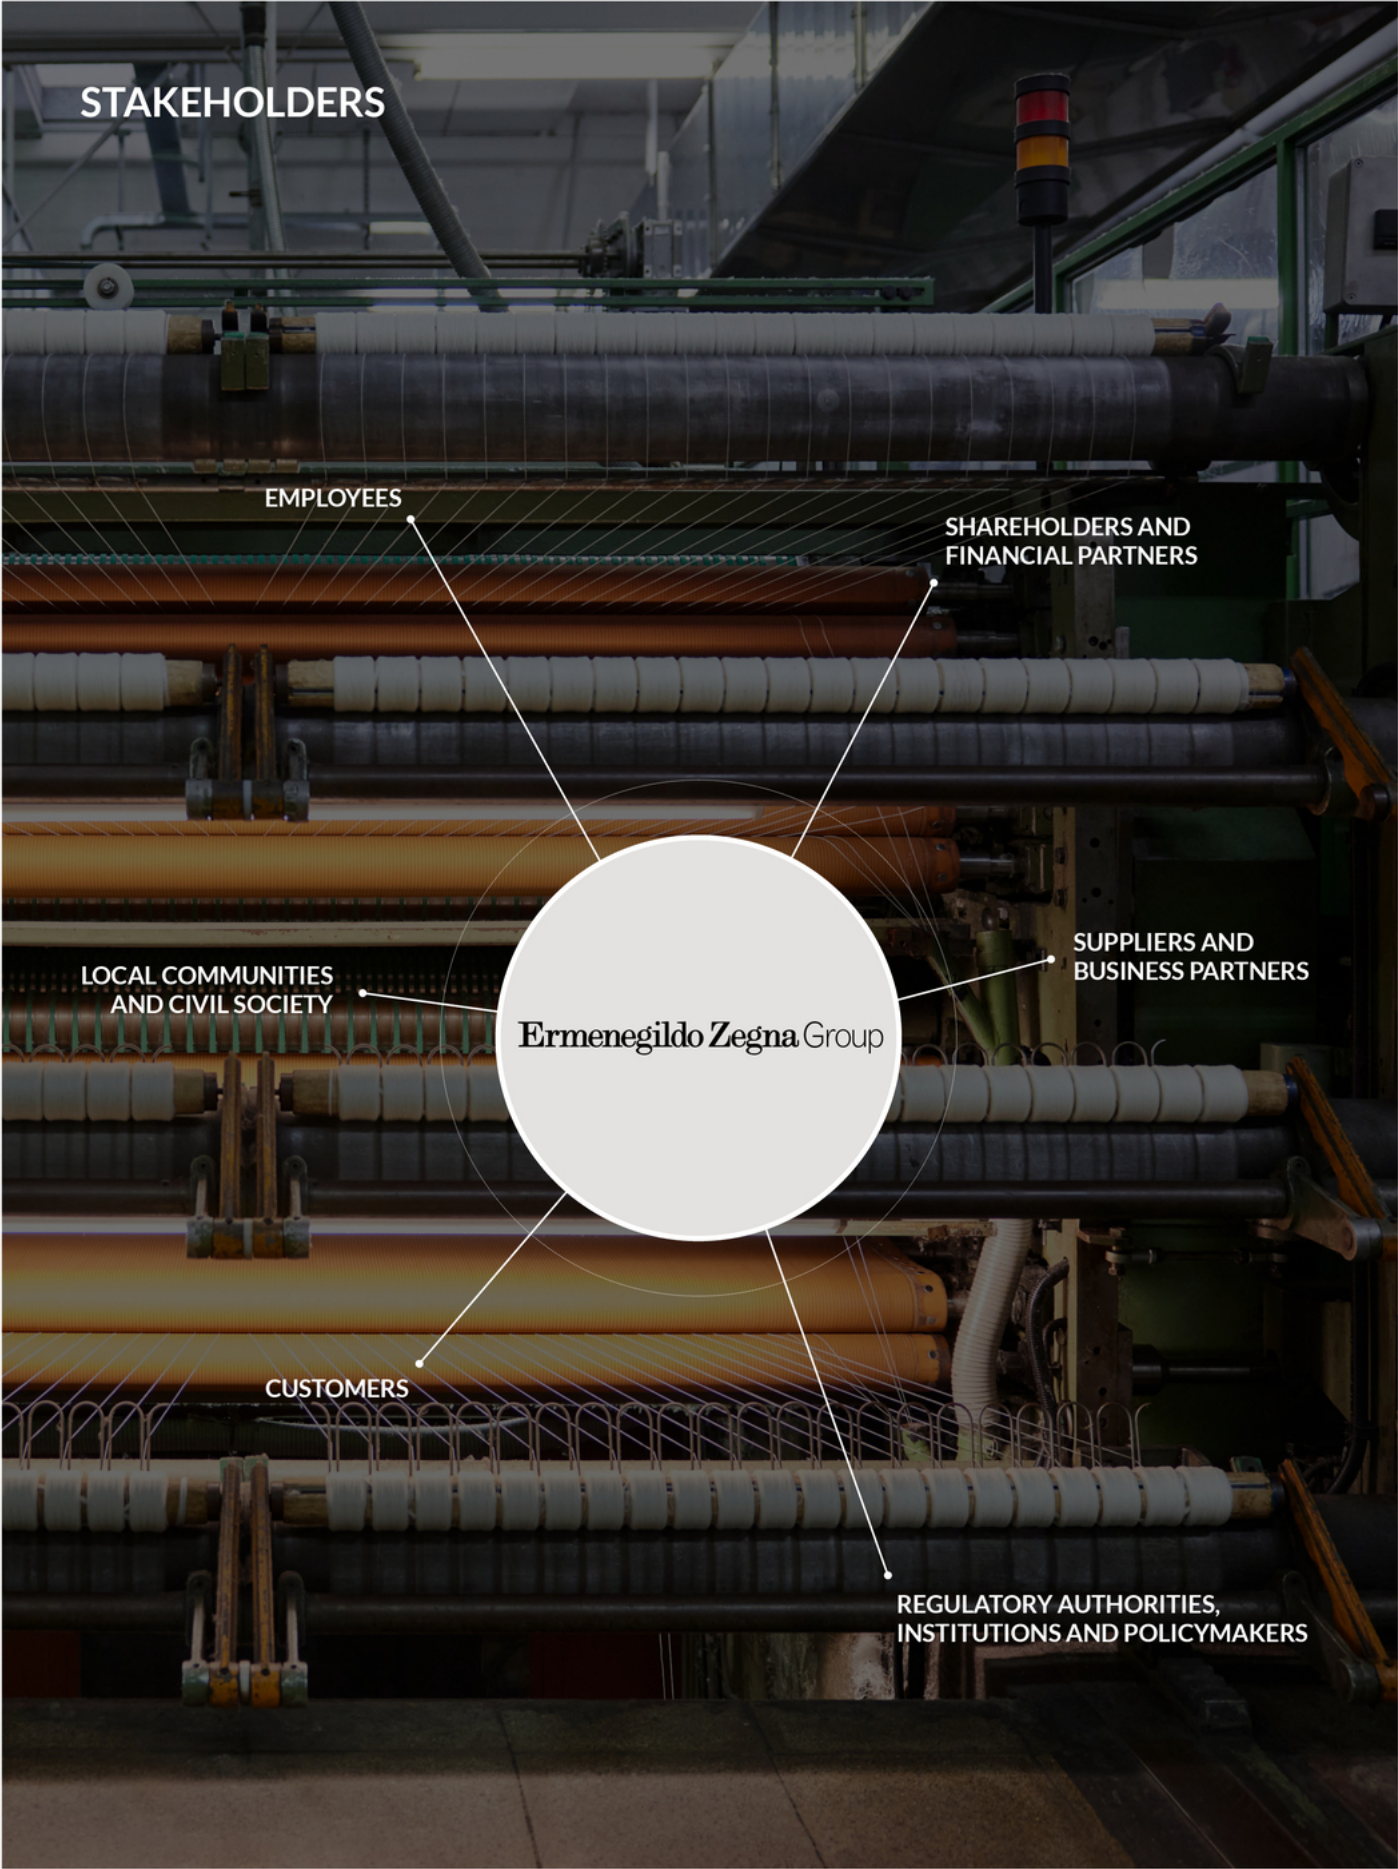 STAKEHOLDERS
EMPLOYEES
SHAREHOLDERS AND
FINANCIAL PARTNERS
SUPPLIERS AND
BUSINESS PARTNERS
LOCAL COMMUNITIES
AND CIVIL SOCIETY
Ermenegildo Zegna Group
CUSTOMERS
REGULATORY AUTHORITIES,
INSTITUTIONS AND POLICYMAKERS